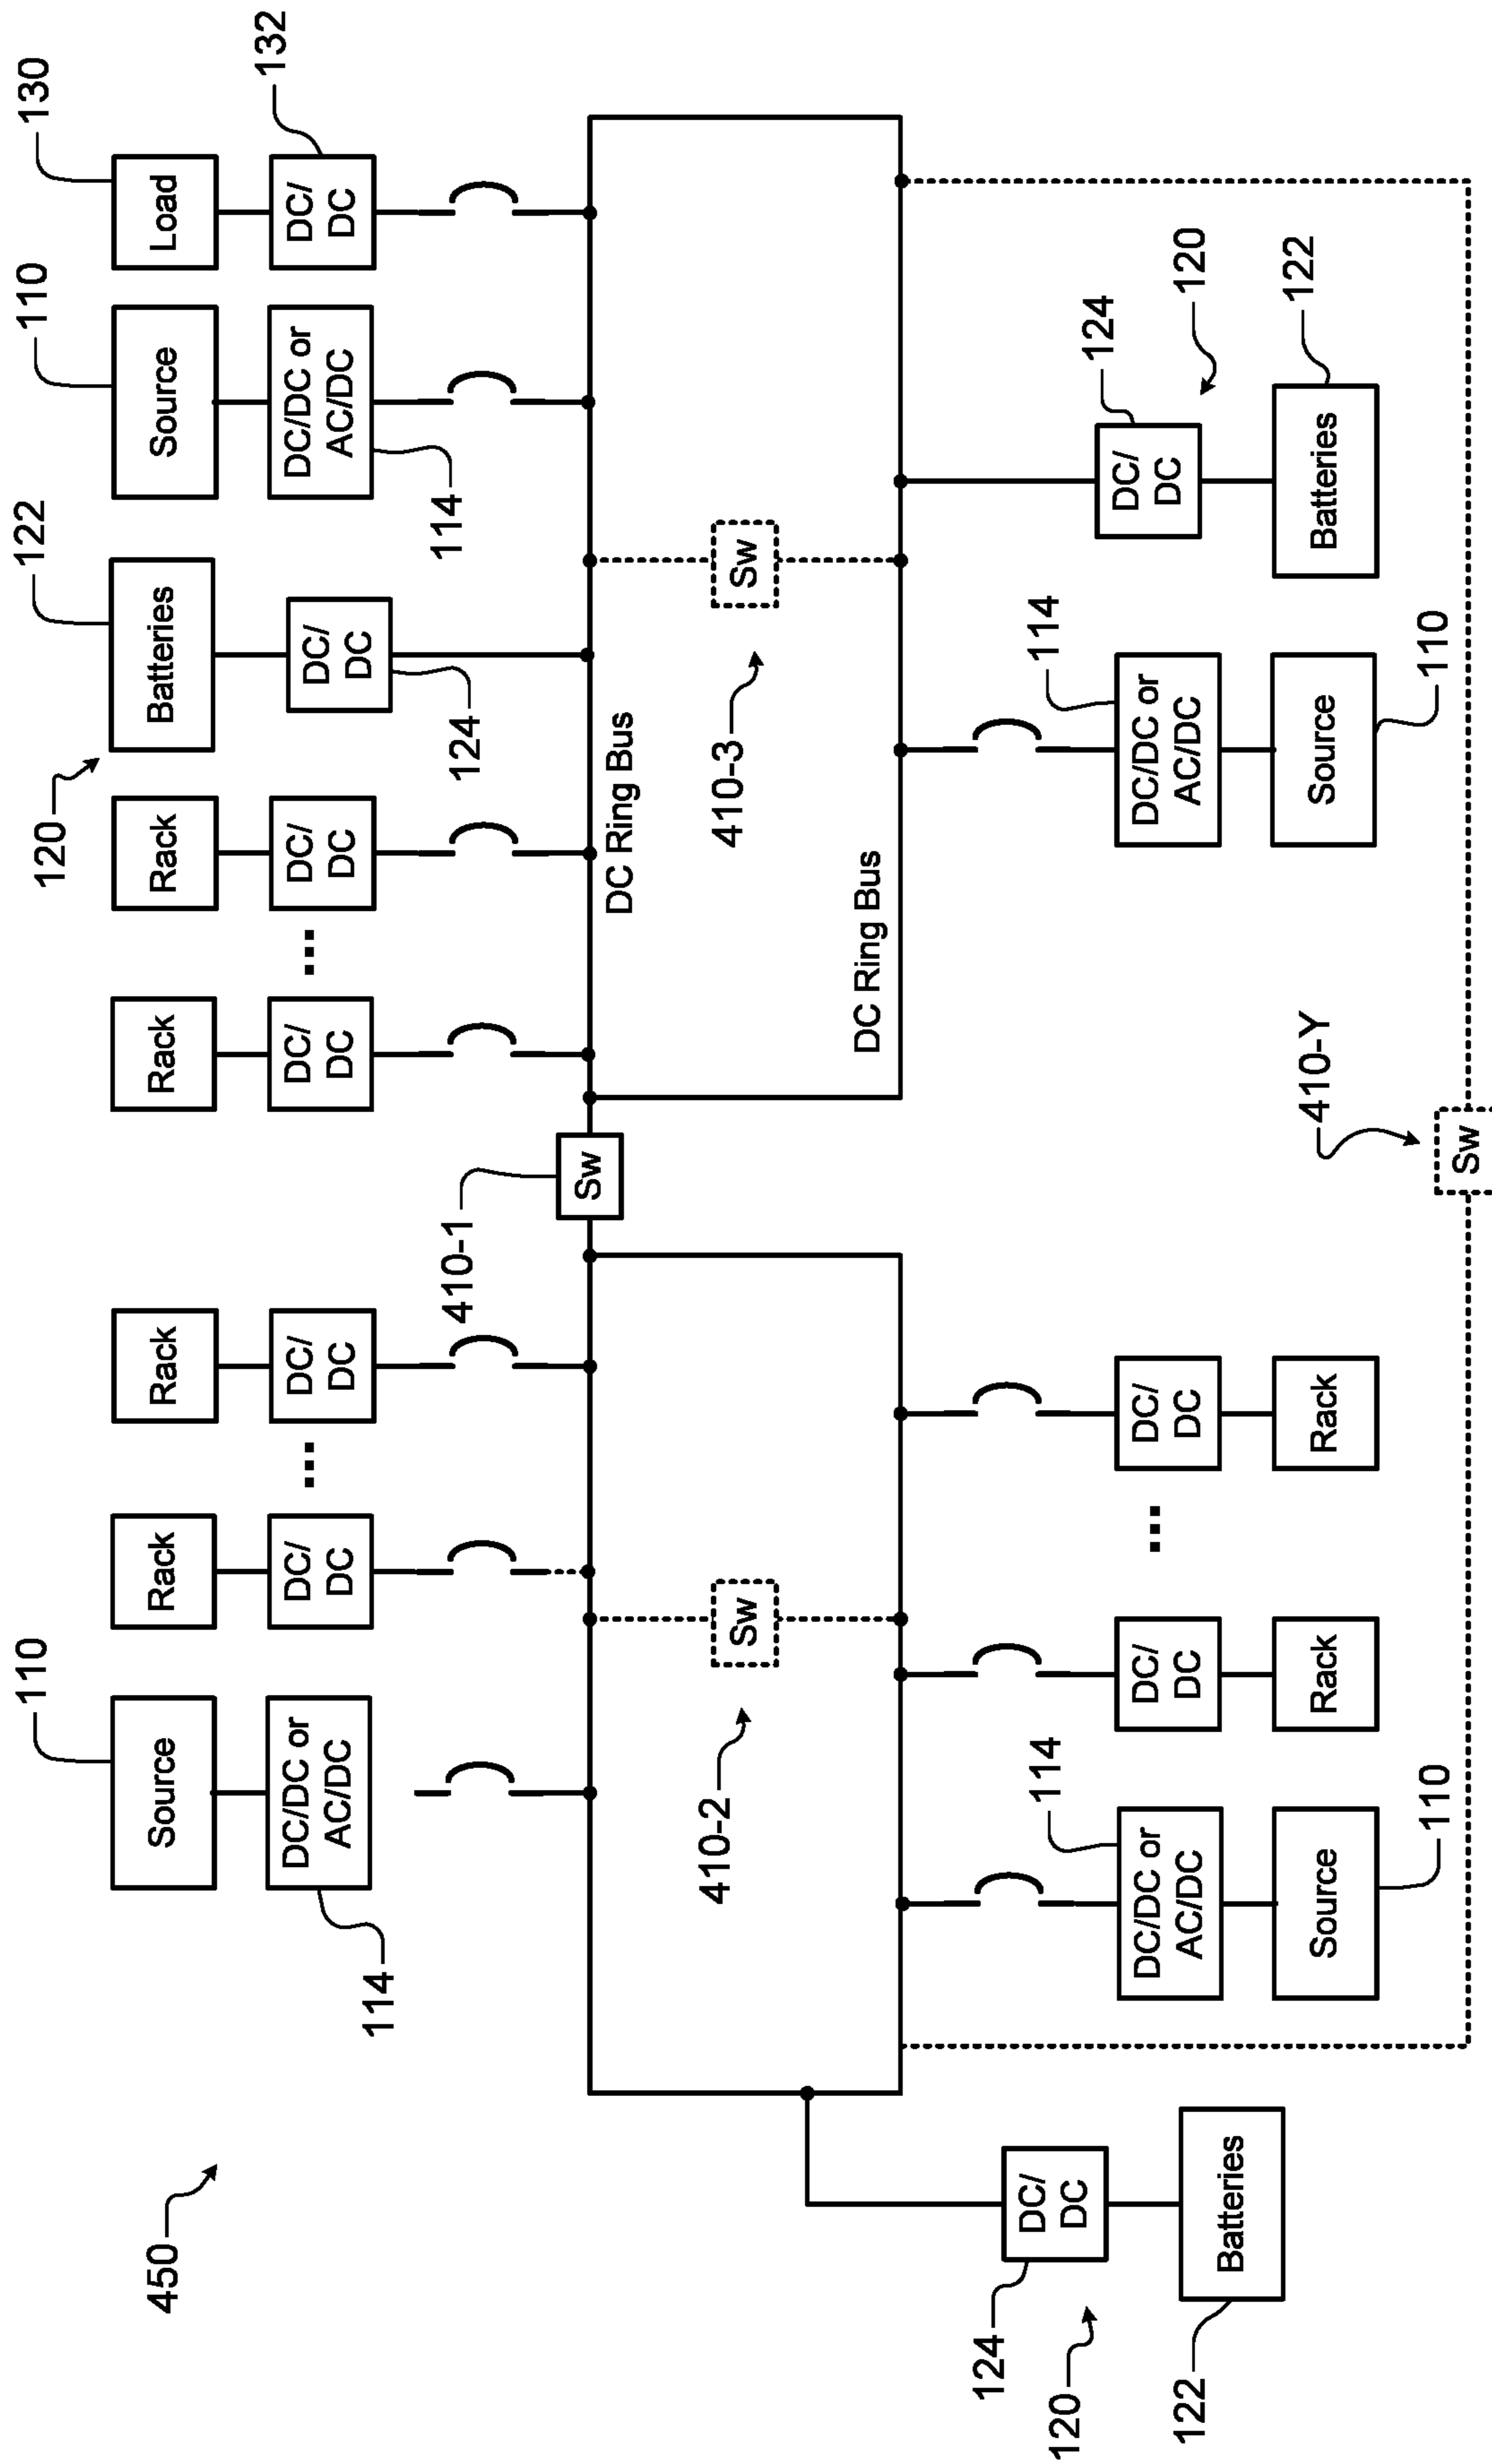 450
110
Source
DC/DC or
AC/DC
114
Rack
DC/
DC
...
Rack
DC/
DC
410-1
Sw
Rack
DC/
DC
...
Rack
DC/
DC
120
122
Batteries
DC/
DC
124
110
Source
DC/DC or
AC/DC
114
130
Load
DC/
DC
132
DC Ring Bus
410-2
Sw
410-3
Sw
DC Ring Bus
124
DC/
DC
120
Batteries
122
114
DC/DC or
AC/DC
Source
110
DC/
DC
Rack
...
DC/
DC
Rack
410-Y
Sw
114
DC/DC or
AC/DC
Source
110
124
DC/
DC
120
Batteries
122